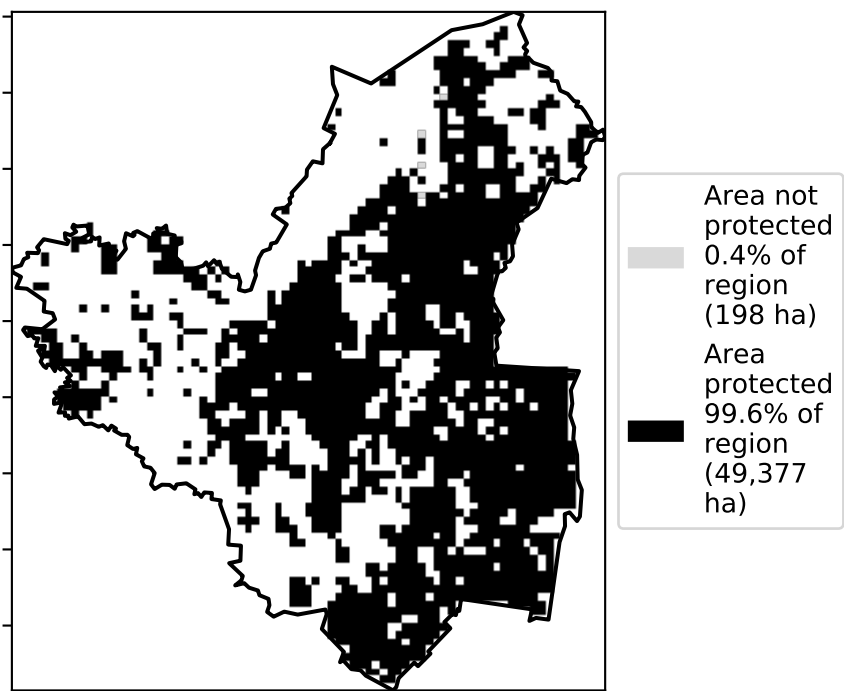 Area not
protected
0.4% of
region
(198 ha)
Area
protected
99.6% of
region
(49,377
ha)